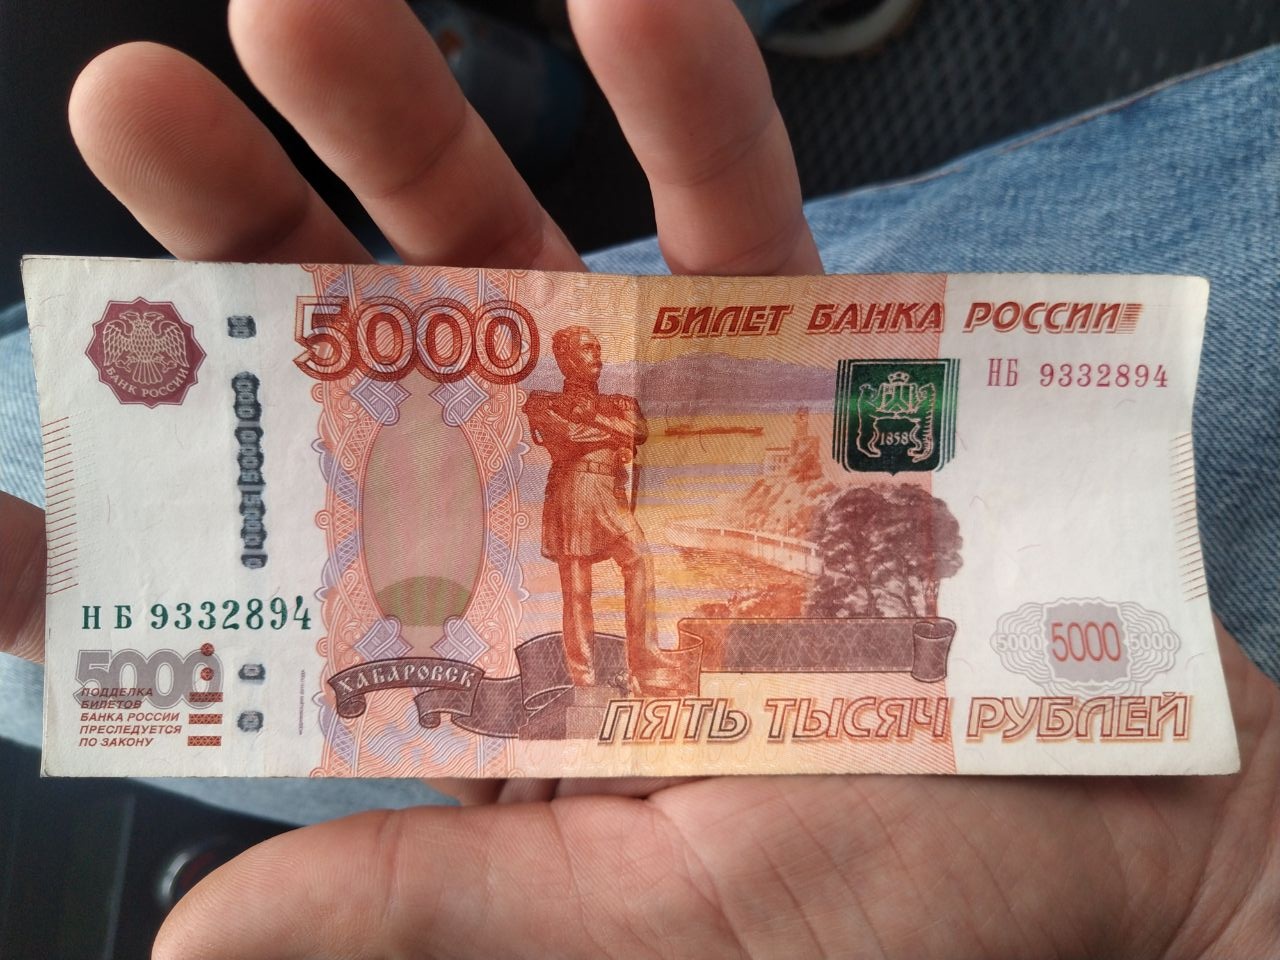 5000
БИЛЕТ БАНКА РОССИИ
БАНК РОССИИ
НБ 9332894
1858
НБ 9332894
5000
ПОДДЕЛКА
БИЛЕТОВ
БАНКА РОССИИ
ПРЕСЛЕДУЕТСЯ
ПО ЗАКОНУ
ХАБАРОВСК
5000 5000 5000
ПЯТЬ ТЫСЯЧ РУБЛЕЙ